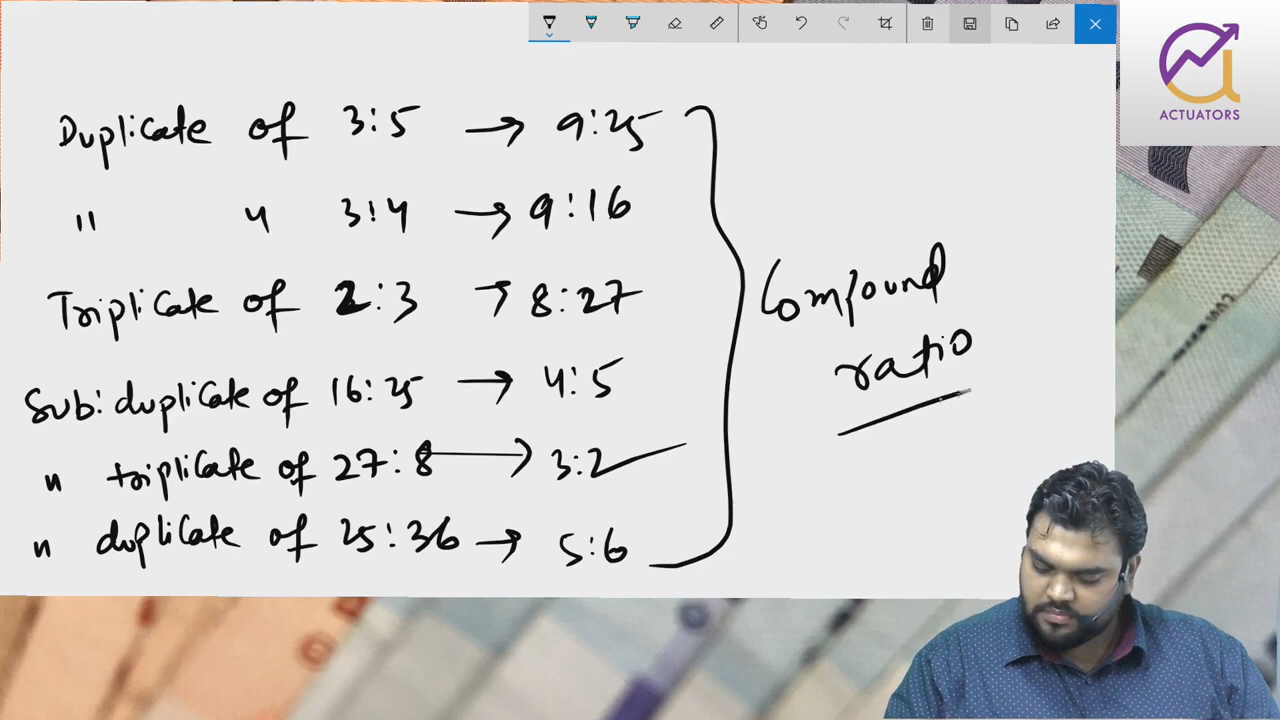 ACTUATORS
Duplicate of 3:5 → 9:25
" " 3:4 → 9:16
Triplicate of 2:3 → 8:27
Sub: duplicate of 16:25 → 4:5
" triplicate of 27:8 → 3:2
" duplicate of 25:36 → 5:6
Compound
ratio